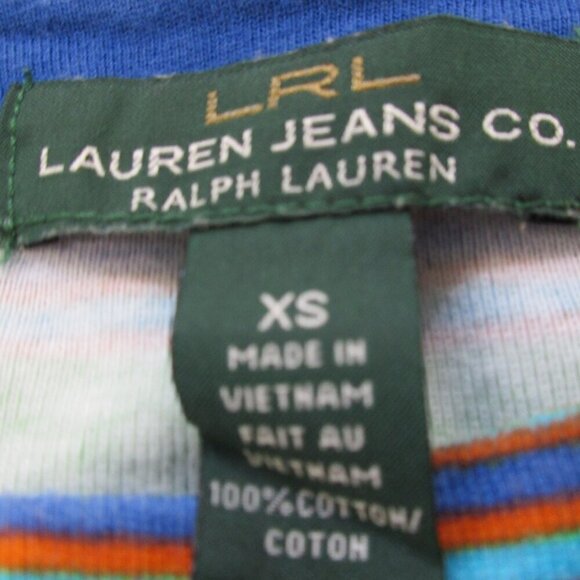 LRL
LAUREN JEANS CO.
RALPH LAUREN
XS
MADE IN
VIETNAM
FAIT AU
VIETNAM
100%COTTON/
COTON